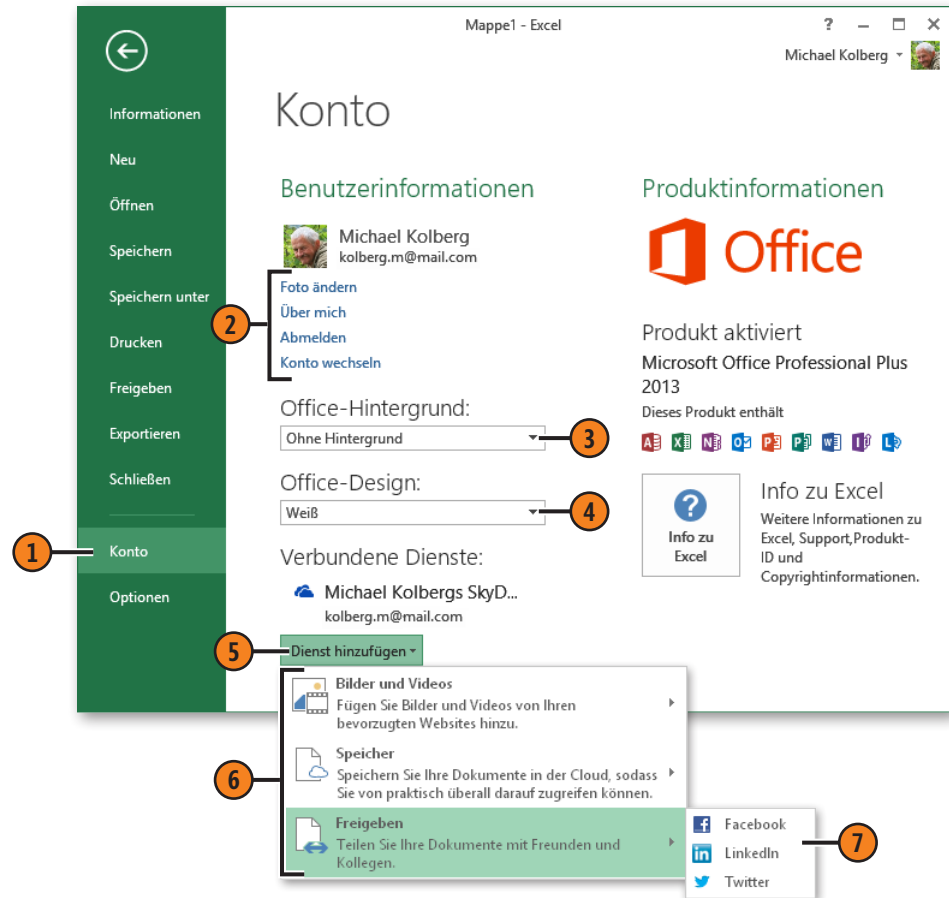 Mappe1 - Excel
?
Michael Kolberg
Informationen
Neu
Öffnen
Speichern
Speichern unter
Drucken
Freigeben
Exportieren
Schließen
1
Konto
Optionen
Konto
Benutzerinformationen
Michael Kolberg
kolberg.m@mail.com
2
Foto ändern
Über mich
Abmelden
Konto wechseln
Office-Hintergrund:
Ohne Hintergrund
3
Office-Design:
Weiß
4
Verbundene Dienste:
Michael Kolbergs SkyD...
kolberg.m@mail.com
5
Dienst hinzufügen
6
Bilder und Videos
Fügen Sie Bilder und Videos von Ihren
bevorzugten Websites hinzu.
Speicher
Speichern Sie Ihre Dokumente in der Cloud, sodass
Sie von praktisch überall darauf zugreifen können.
Freigeben
Teilen Sie Ihre Dokumente mit Freunden und
Kollegen.
Facebook
LinkedIn
Twitter
7
Produktinformationen
Office
Produkt aktiviert
Microsoft Office Professional Plus
2013
Dieses Produkt enthält
Info zu
Excel
Info zu Excel
Weitere Informationen zu
Excel, Support,Produkt-
ID und
Copyrightinformationen.